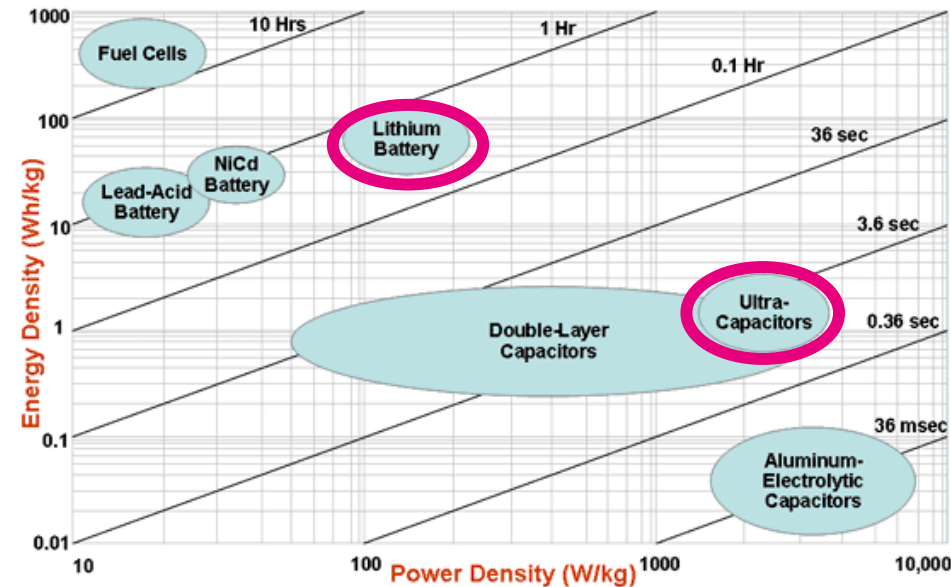 1000
10 Hrs
1 Hr
Fuel Cells
0.1 Hr
100
Lithium
Battery
36 sec
NiCd
Battery
Lead-Acid
Battery
10
3.6 sec
Energy Density (Wh/kg)
Ultra-
Capacitors
1
Double-Layer
Capacitors
0.36 sec
0.1
36 msec
Aluminum-
Electrolytic
Capacitors
0.01
10
100
1000
10,000
Power Density (W/kg)